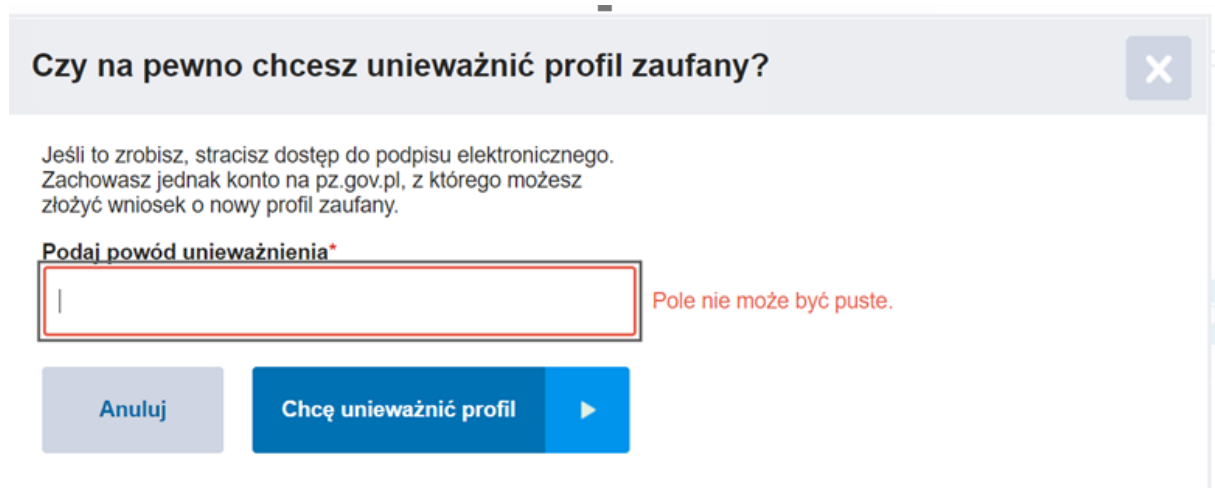 Czy na pewno chcesz unieważnić profil zaufany?
Jeśli to zrobisz, stracisz dostęp do podpisu elektronicznego.
Zachowasz jednak konto na pz.gov.pl, z którego możesz
złożyć wniosek o nowy profil zaufany.
Podaj powód unieważnienia*
Pole nie może być puste.
Anuluj
Chcę unieważnić profil